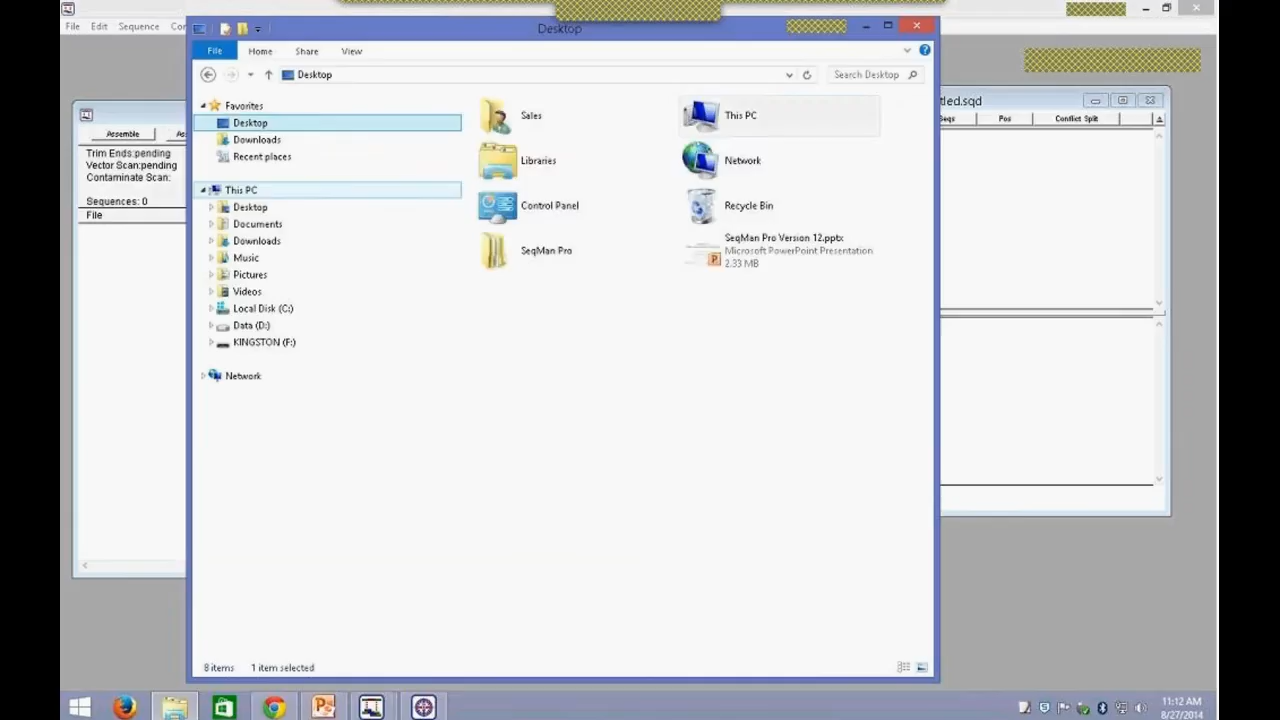 File Edit Sequence Con
Desktop
File Home Share View
Desktop
Search Desktop
tled.sqd
Assemble As
Seqs Pos Conflict Split
Trim Ends:pending
Vector Scan:pending
Contaminate Scan:
Sequences: 0
File
Favorites
Desktop
Downloads
Recent places
This PC
Desktop
Documents
Downloads
Music
Pictures
Videos
Local Disk (C:)
Data (D:)
KINGSTON (F:)
Network
Sales
This PC
Libraries
Network
Control Panel
Recycle Bin
SeqMan Pro
SeqMan Pro Version 12.pptx
Microsoft PowerPoint Presentation
2.33 MB
8 items 1 item selected
11:12 AM
8/27/2014